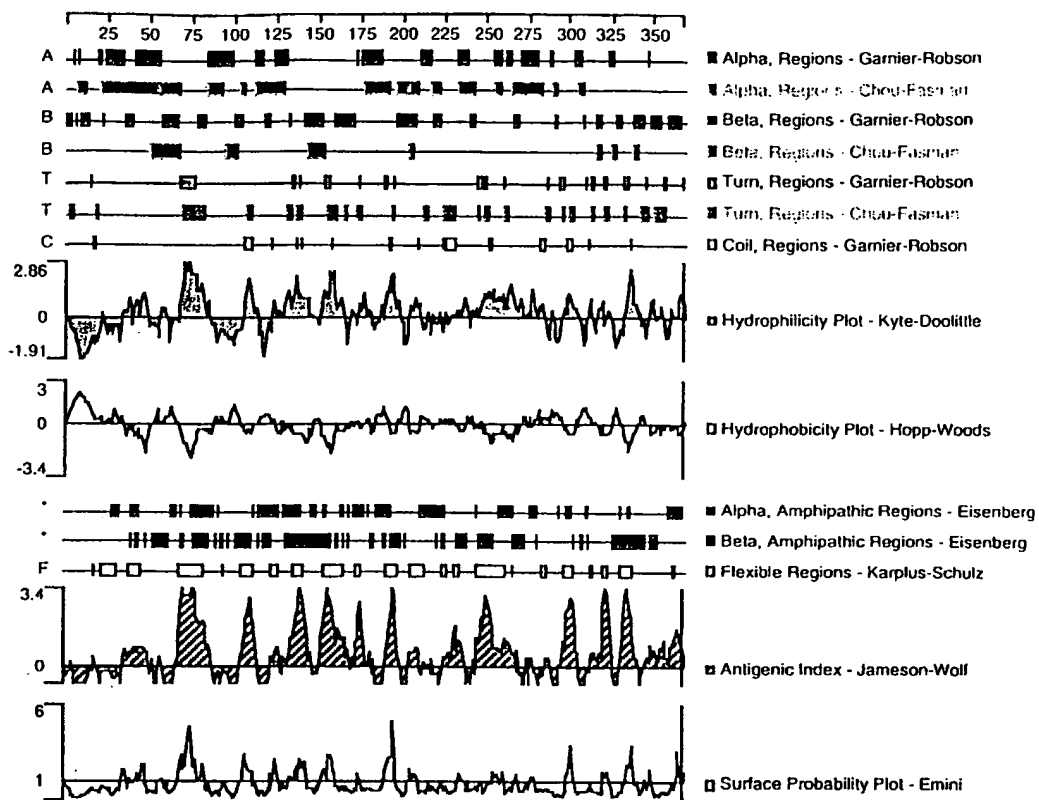 25 50 75 100 125 150 175 200 225 250 275 300 325 350
A Alpha, Regions - Garnier-Robson
A Alpha, Regions - Chou-Fasman
B Beta, Regions - Garnier-Robson
B Beta, Regions - Chou-Fasman
T Turn, Regions - Garnier-Robson
T Turn, Regions - Chou-Fasman
C Coil, Regions - Garnier-Robson
2.86
0 Hydrophilicity Plot - Kyte-Doolittle
-1.91
3
0 Hydrophobicity Plot - Hopp-Woods
-3.4
* Alpha, Amphipathic Regions - Eisenberg
* Beta, Amphipathic Regions - Eisenberg
F Flexible Regions - Karplus-Schulz
3.4
0 Antigenic Index - Jameson-Wolf
6
1 Surface Probability Plot - Emini